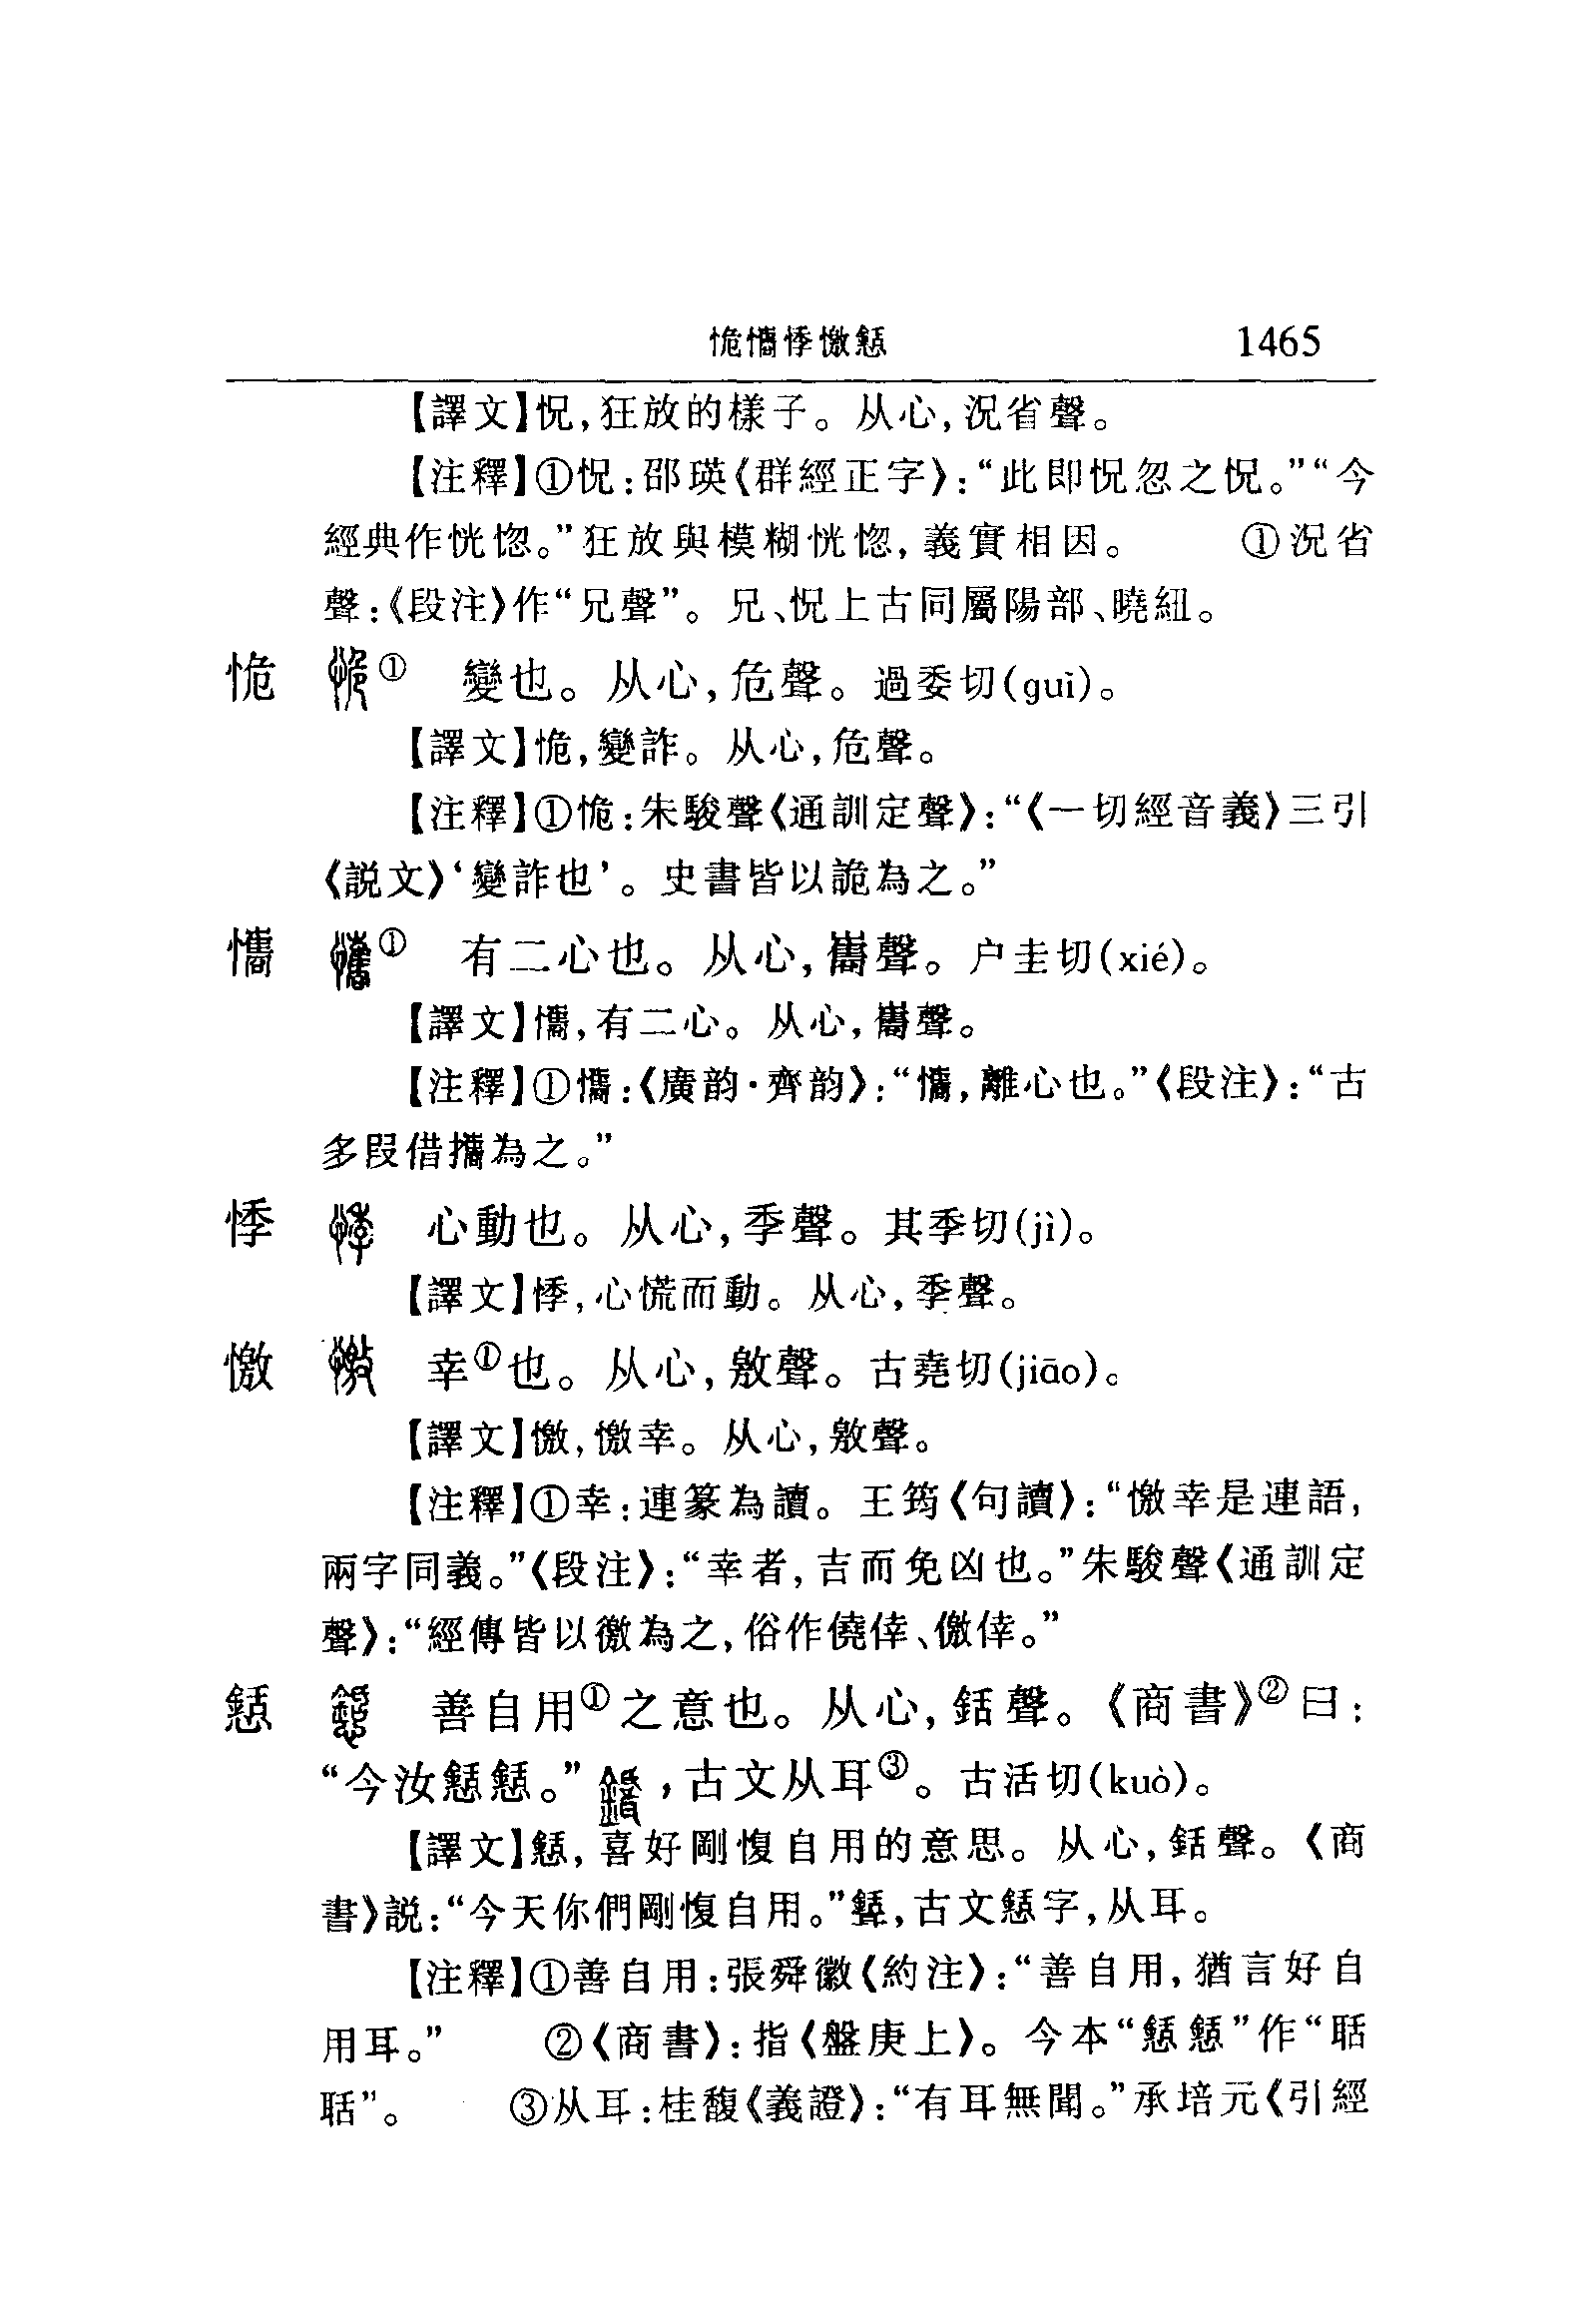 恑懏悸憿懖 1465
【譯文】怳，狂放的樣子。从心，況省聲。
【注釋】①怳：邵瑛《群經正字》：“此即怳忽之怳。”“今
經典作恍惚。”狂放與模糊恍惚，義實相因。 ①況省
聲：《段注》作“兄聲”。兄、怳上古同屬陽部、曉紐。
恑 ① 變也。从心，危聲。過委切(guǐ)。
【譯文】恑，變詐。从心，危聲。
【注釋】①恑：朱駿聲《通訓定聲》：“《一切經音義》三引
《説文》‘變詐也’。史書皆以詭為之。”
懏 ① 有二心也。从心，巂聲。户圭切(xié)。
【譯文】懏，有二心。从心，巂聲。
【注釋】①懏：《廣韵·齊韵》：“懏，離心也。”《段注》：“古
多叚借攜為之。”
悸 心動也。从心，季聲。其季切(jì)。
【譯文】悸，心慌而動。从心，季聲。
憿 幸①也。从心，敫聲。古堯切(jiāo)。
【譯文】憿，憿幸。从心，敫聲。
【注釋】①幸：連篆為讀。王筠《句讀》：“憿幸是連語，
兩字同義。”《段注》：“幸者，吉而免凶也。”朱駿聲《通訓定
聲》：“經傳皆以徼為之，俗作僥倖、儌倖。”
懖 善自用①之意也。从心，銛聲。《商書》②曰：
“今汝懖懖。” ，古文从耳③。古活切(kuò)。
【譯文】懖，喜好剛愎自用的意思。从心，銛聲。《商
書》説：“今天你們剛愎自用。”，古文懖字，从耳。
【注釋】①善自用：張舜徽《約注》：“善自用，猶言好自
用耳。” ②《商書》：指《盤庚上》。今本“懖懖”作“聒
聒”。 ③从耳：桂馥《義證》：“有耳無聞。”承培元《引經